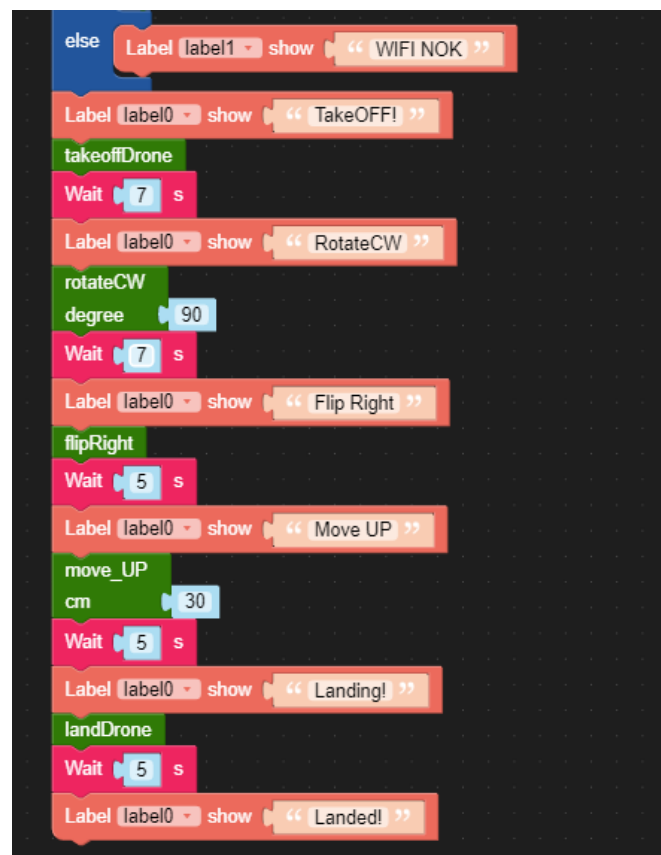 else Label label1 show “ WIFI NOK ”
Label label0 show “ TakeOFF! ”
takeoffDrone
Wait 7 s
Label label0 show “ RotateCW ”
rotateCW
degree 90
Wait 7 s
Label label0 show “ Flip Right ”
flipRight
Wait 5 s
Label label0 show “ Move UP ”
move_UP
cm 30
Wait 5 s
Label label0 show “ Landing! ”
landDrone
Wait 5 s
Label label0 show “ Landed! ”